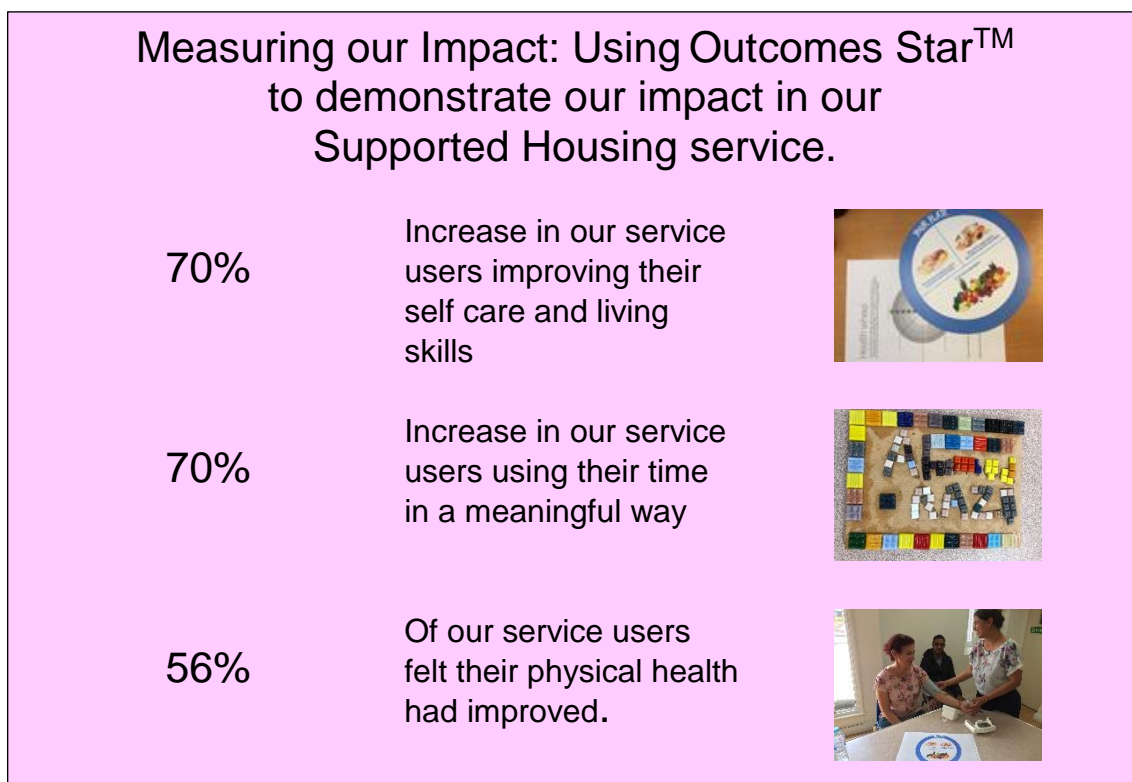 Measuring our Impact: Using Outcomes Star™
to demonstrate our impact in our
Supported Housing service.
70%
Increase in our service
users improving their
self care and living
skills
70%
Increase in our service
users using their time
in a meaningful way
56%
Of our service users
felt their physical health
had improved.